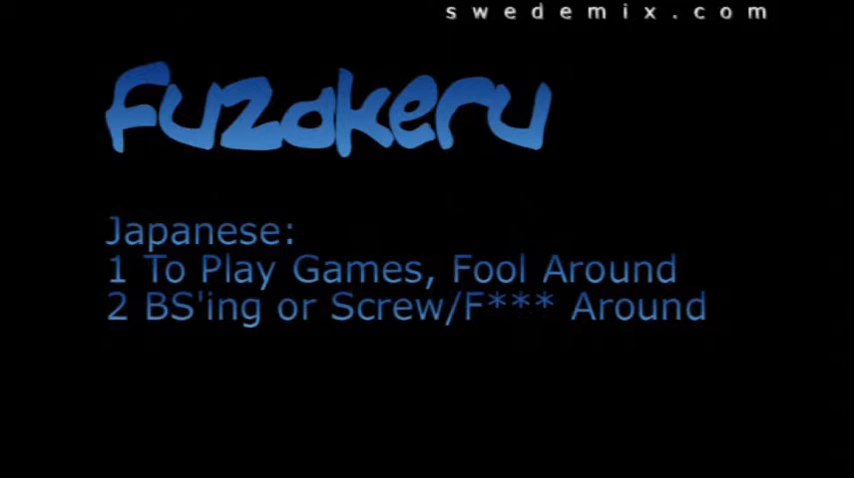 swedemix.com
Fuzakeru
Japanese:
1 To Play Games, Fool Around
2 BS'ing or Screw/F*** Around